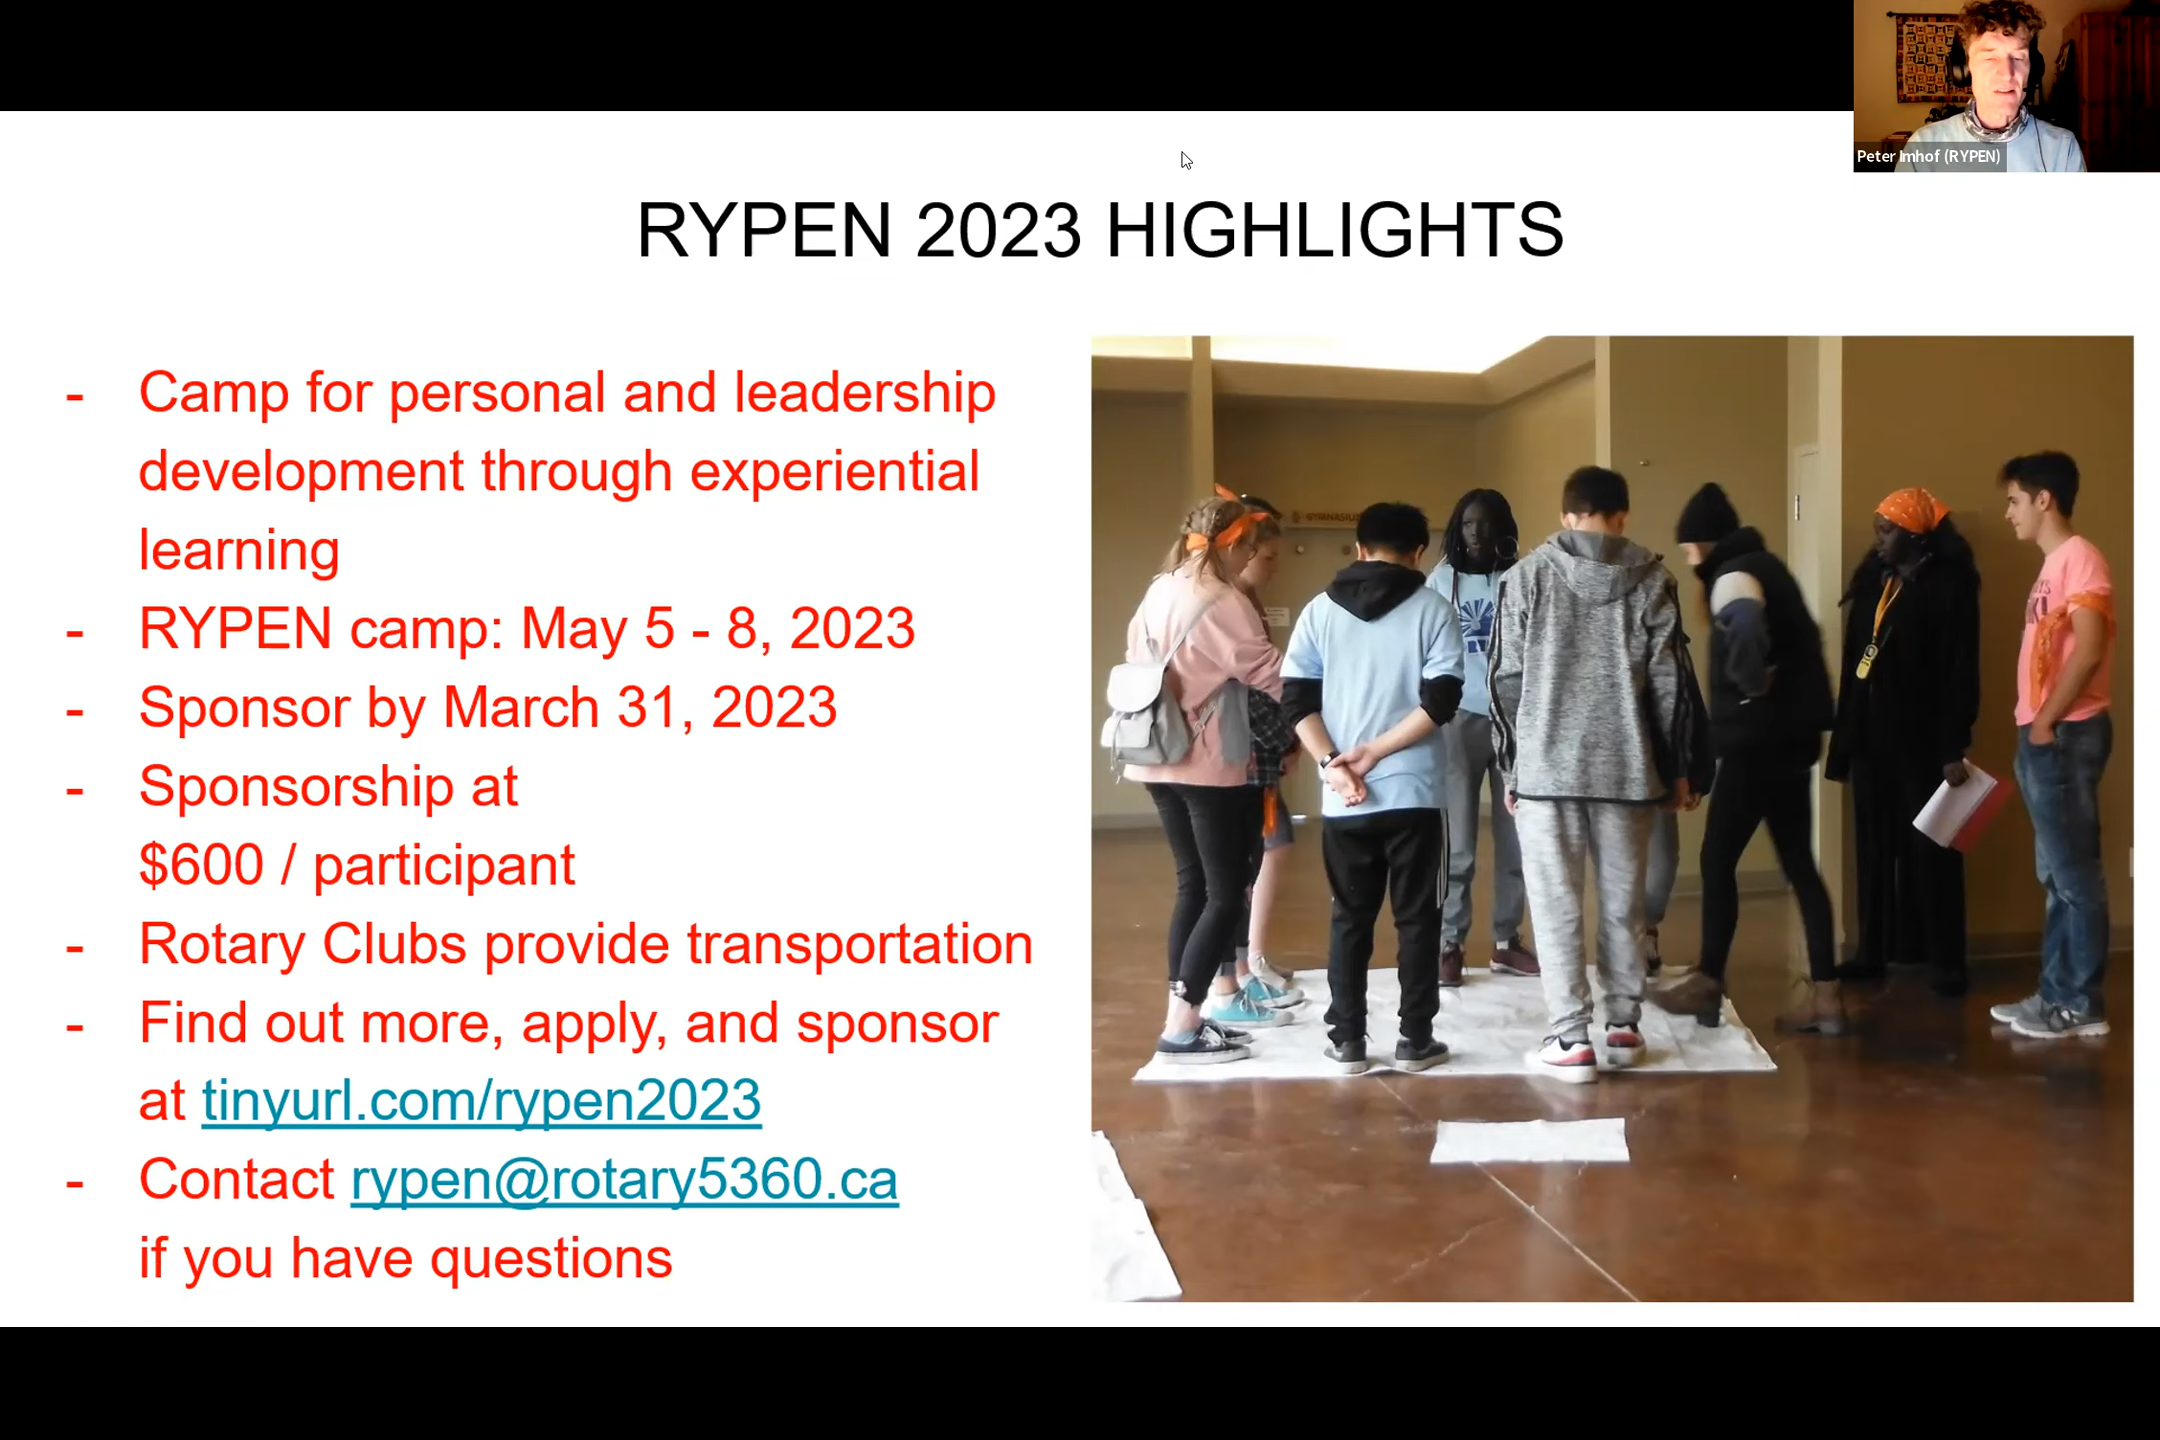 Peter Imhof (RYPEN)
RYPEN 2023 HIGHLIGHTS
- Camp for personal and leadership
development through experiential
learning
- RYPEN camp: May 5 - 8, 2023
- Sponsor by March 31, 2023
- Sponsorship at
$600 / participant
- Rotary Clubs provide transportation
- Find out more, apply, and sponsor
at tinyurl.com/rypen2023
- Contact rypen@rotary5360.ca
if you have questions
GYMNASIUM